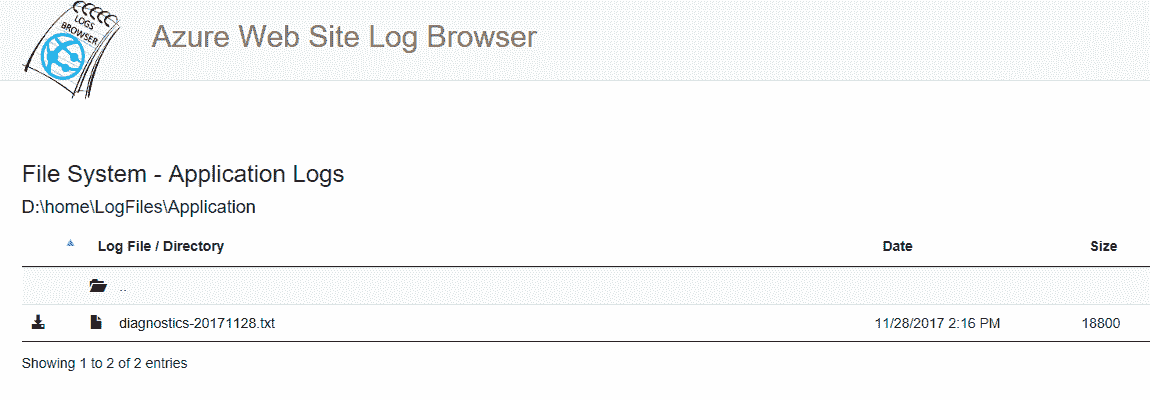 LOGS
BROWSER
Azure Web Site Log Browser
File System - Application Logs
D:\home\LogFiles\Application
Log File / Directory Date Size
..
diagnostics-20171128.txt 11/28/2017 2:16 PM 18800
Showing 1 to 2 of 2 entries